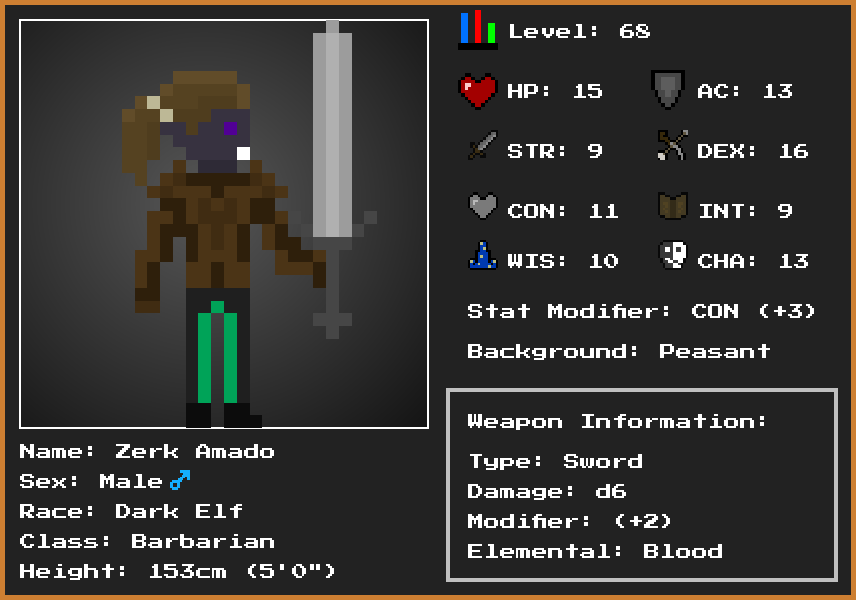 Level: 68
HP: 15 AC: 13
STR: 9 DEX: 16
CON: 11 INT: 9
WIS: 10 CHA: 13
Stat Modifier: CON (+3)
Background: Peasant
Weapon Information:
Type: Sword
Damage: d6
Modifier: (+2)
Elemental: Blood
Name: Zerk Amado
Sex: Male ♂
Race: Dark Elf
Class: Barbarian
Height: 153cm (5'0")